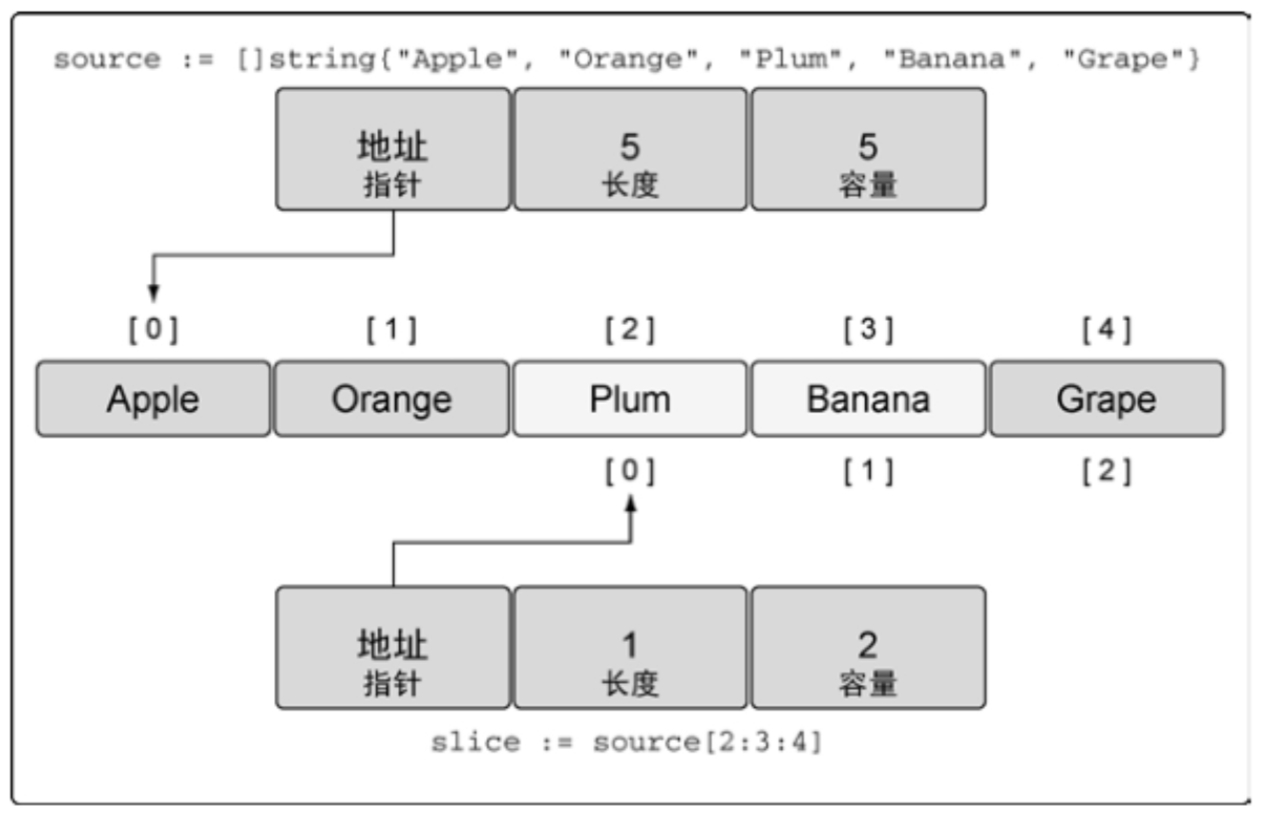 source := []string{"Apple", "Orange", "Plum", "Banana", "Grape"}
地址 5 5
指针 长度 容量
[0] [1] [2] [3] [4]
Apple Orange Plum Banana Grape
[0] [1] [2]
地址 1 2
指针 长度 容量
slice := source[2:3:4]